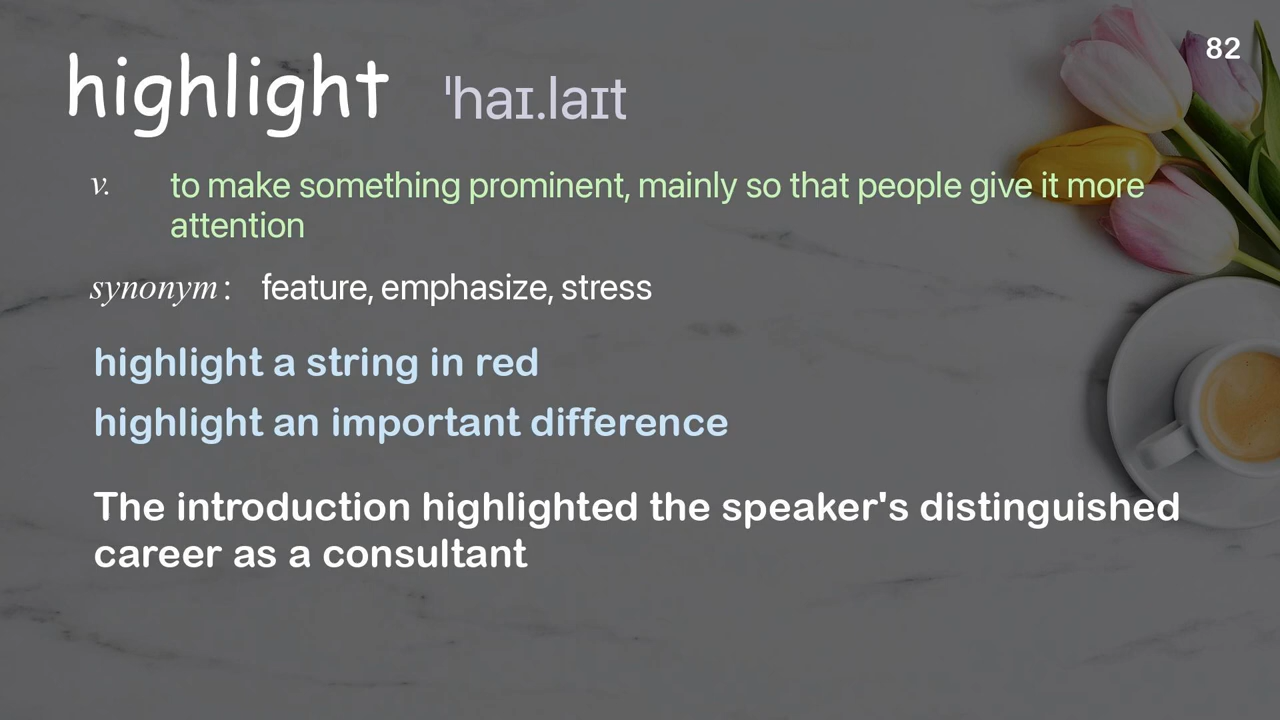 82
highlight ˈhaɪ.laɪt
v. to make something prominent, mainly so that people give it more
attention
synonym: feature, emphasize, stress
highlight a string in red
highlight an important difference
The introduction highlighted the speaker's distinguished
career as a consultant